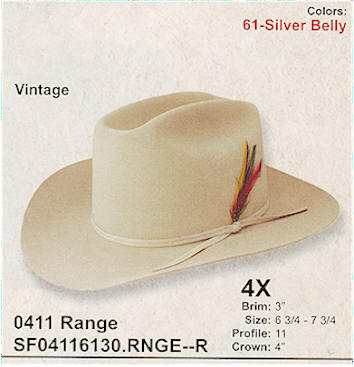 Colors:
61-Silver Belly
Vintage
4X
Brim: 3"
Size: 6 3/4 - 7 3/4
Profile: 11
Crown: 4"
0411 Range
SF04116130.RNGE--R